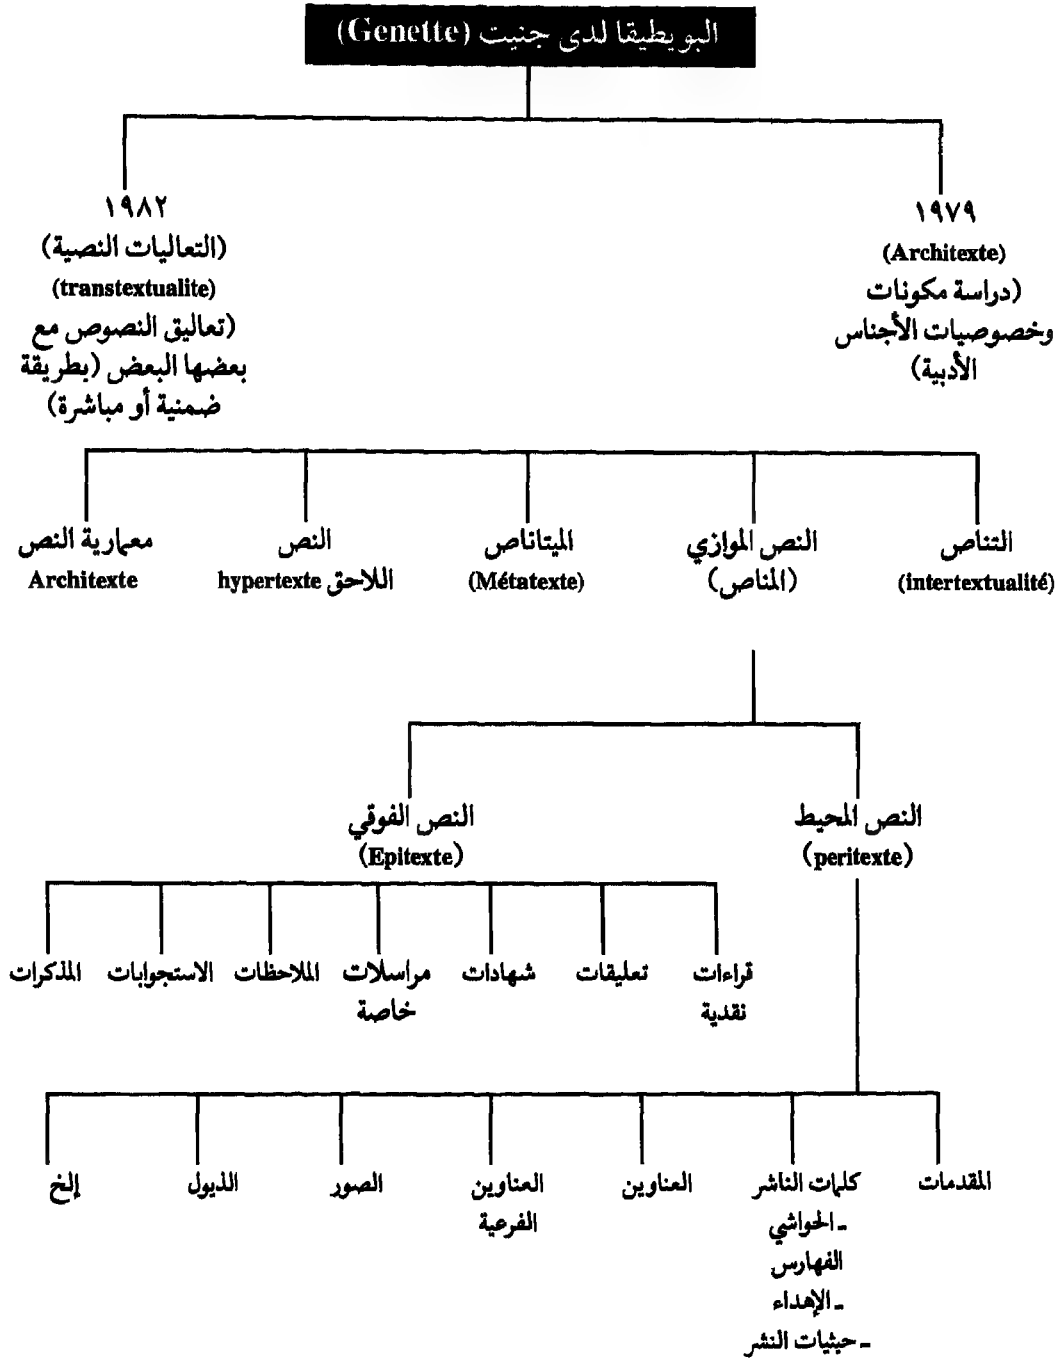 البويطيقا لدى جنيت (Genette)
١٩٧٩
(Architexte)
(دراسة مكونات
وخصوصيات الأجناس
الأدبية)
١٩٨٢
(التعاليات النصية)
(transtextualite)
(تعاليق النصوص مع
بعضها البعض (بطريقة
ضمنية أو مباشرة)
التناص
(intertextualité)
النص الموازي
(المناص)
الميتاناص
(Métatexte)
النص
اللاحق hypertexte
معمارية النص
Architexte
النص المحيط
(peritexte)
النص الفوقي
(Epitexte)
قراءات
نقدية
تعليقات
شهادات
مراسلات
خاصة
الملاحظات
الاستجوابات
المذكرات
المقدمات
كلمات الناشر
ـ الحواشي
الفهارس
ـ الإهداء
ـ حيثيات النشر
العناوين
العناوين
الفرعية
الصور
الذيول
إلخ